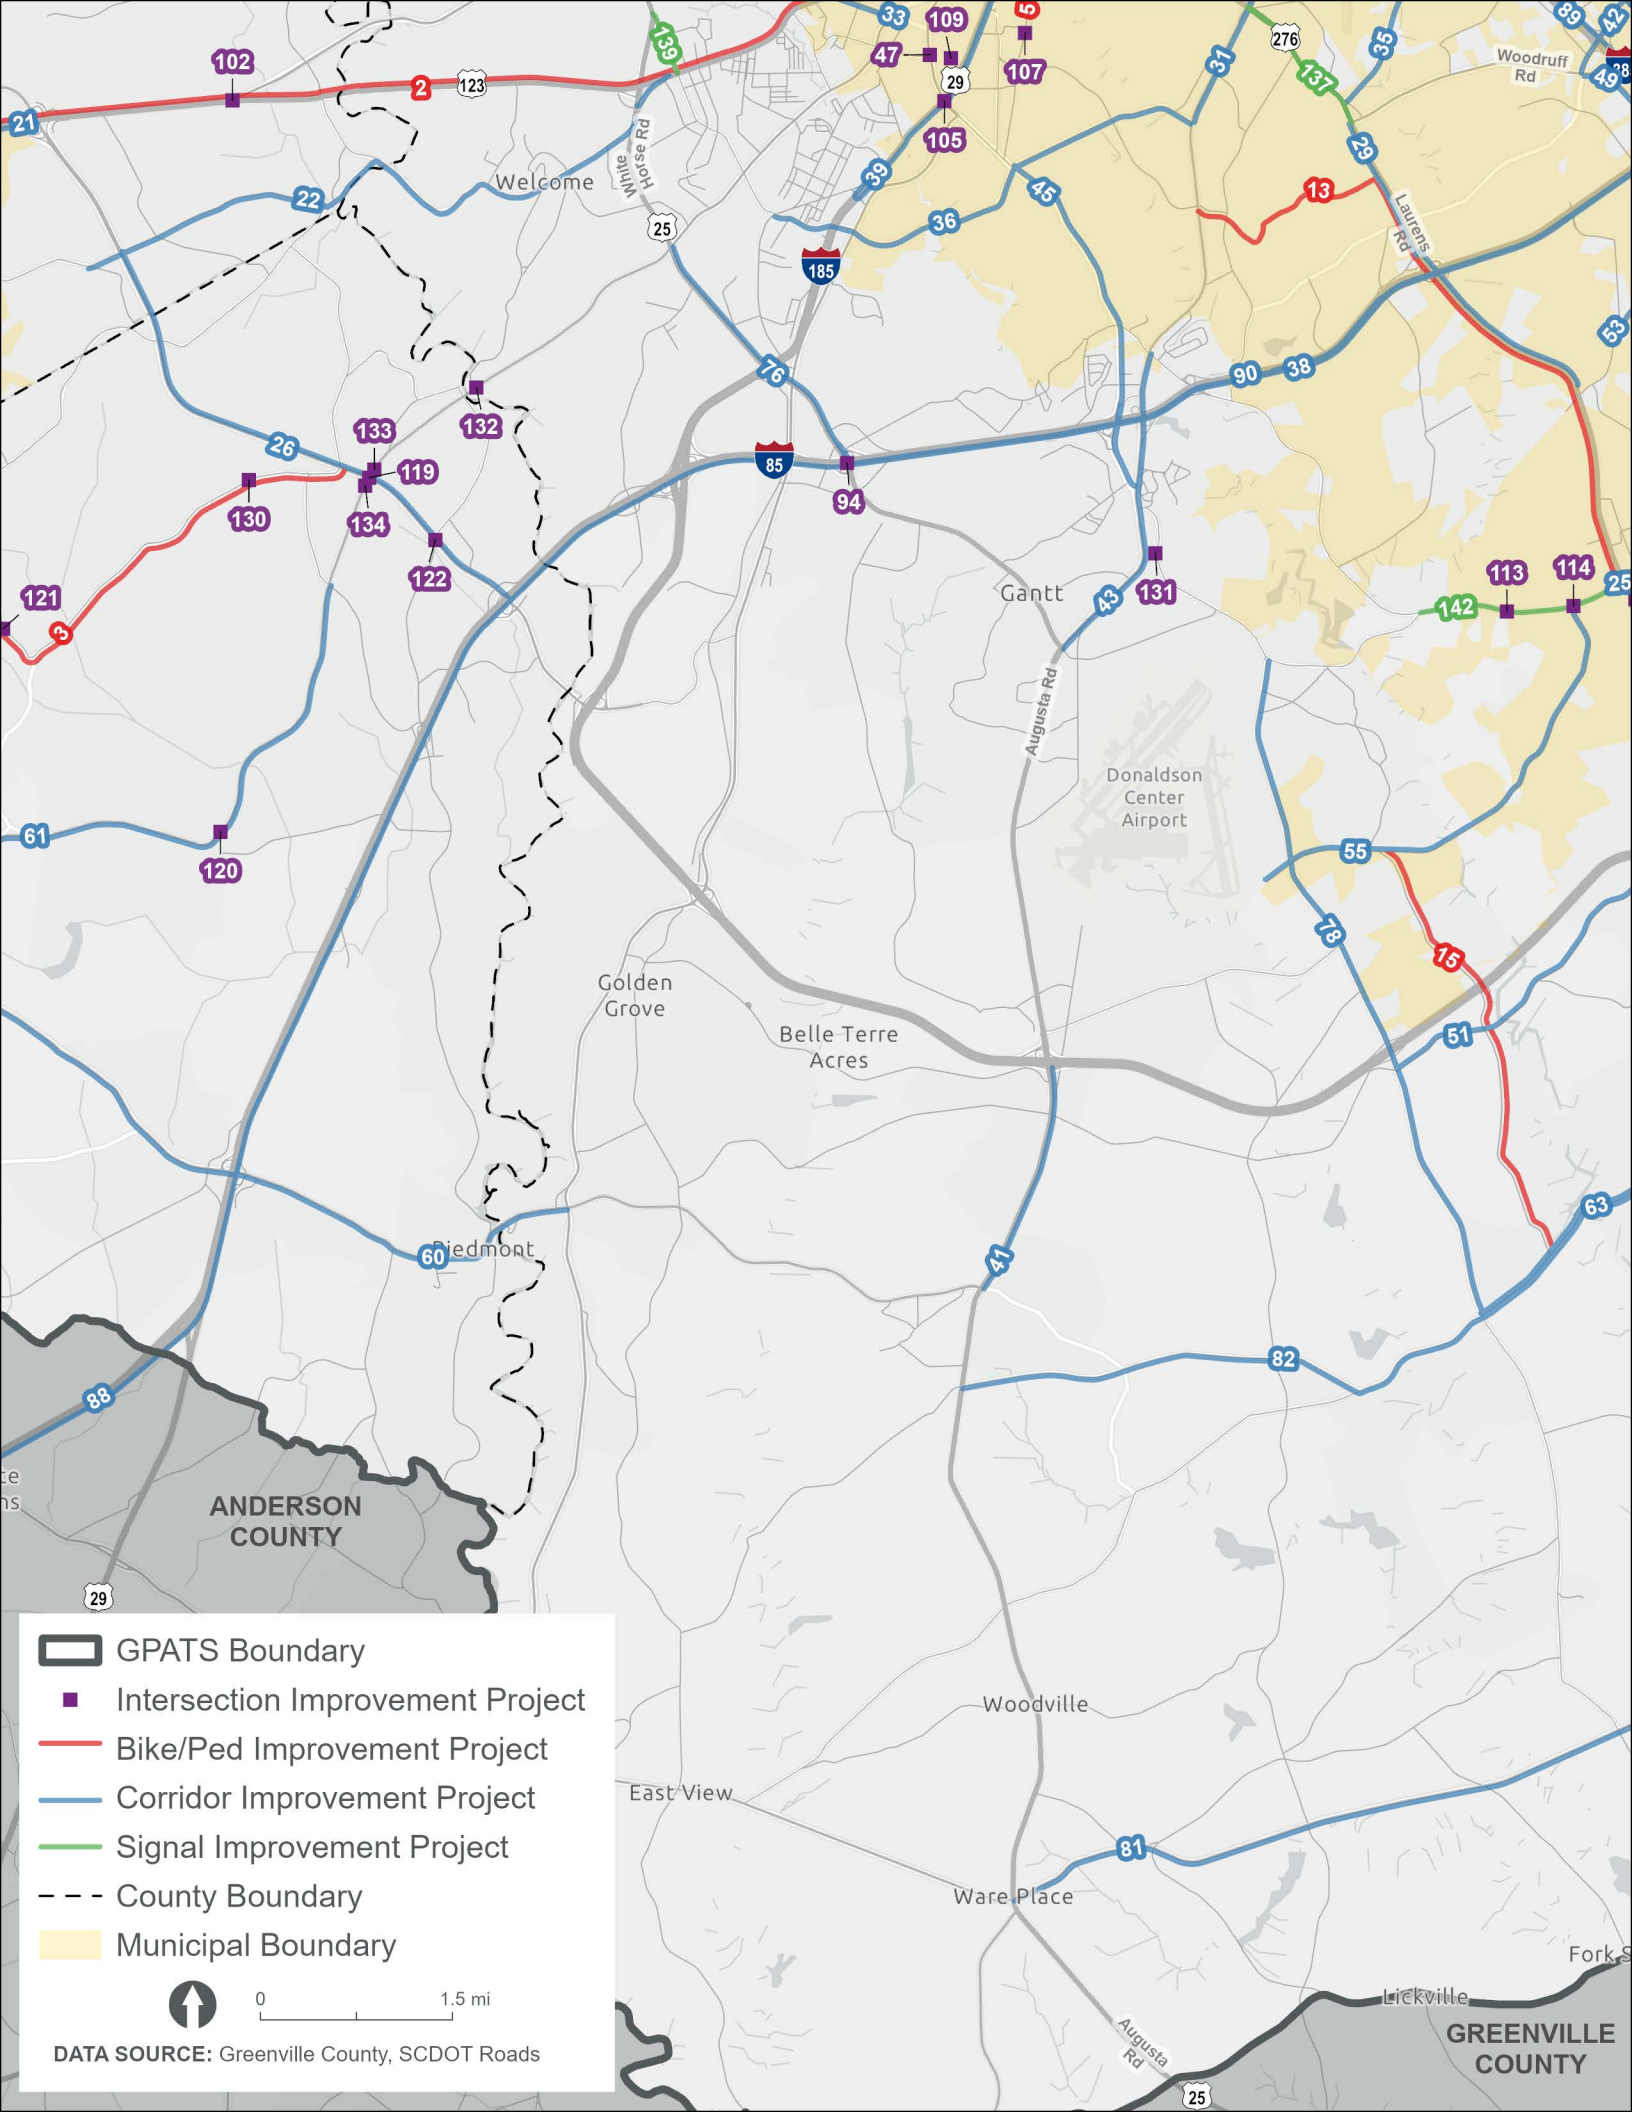 33
109
5
89
42
139
47
276
31
35
137
Woodruff
Rd
49
102
107
29
2
123
21
105
White
Horse Rd
29
Welcome
39
22
45
13
36
25
Laurens
Rd
185
53
76
90
38
132
133
26
85
119
94
130
134
122
131
113
114
25
Gantt
43
142
121
3
Augusta Rd
Donaldson
Center
Airport
61
55
120
78
15
Golden
Grove
Belle Terre
Acres
51
63
Piedmont
60
41
82
88
ANDERSON
COUNTY
29
Woodville
East View
81
Ware Place
Fork S
Lickville
Augusta
Rd
GREENVILLE
COUNTY
25
GPATS Boundary
Intersection Improvement Project
Bike/Ped Improvement Project
Corridor Improvement Project
Signal Improvement Project
County Boundary
Municipal Boundary
0 1.5 mi
DATA SOURCE: Greenville County, SCDOT Roads